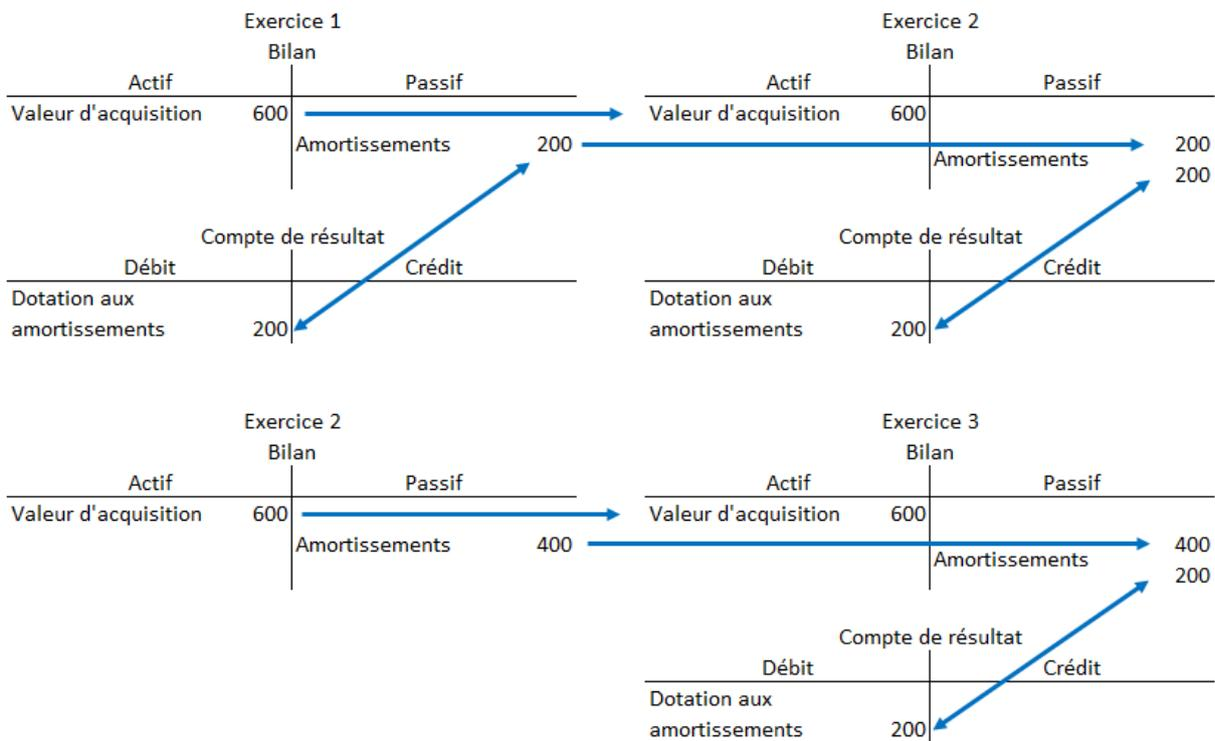 Exercice 1
Bilan
Actif Passif
Valeur d'acquisition 600
Amortissements 200
Compte de résultat
Débit Crédit
Dotation aux
amortissements 200
Exercice 2
Bilan
Actif Passif
Valeur d'acquisition 600
200
Amortissements
200
Compte de résultat
Débit Crédit
Dotation aux
amortissements 200
Exercice 2
Bilan
Actif Passif
Valeur d'acquisition 600
Amortissements 400
Exercice 3
Bilan
Actif Passif
Valeur d'acquisition 600
400
Amortissements
200
Compte de résultat
Débit Crédit
Dotation aux
amortissements 200